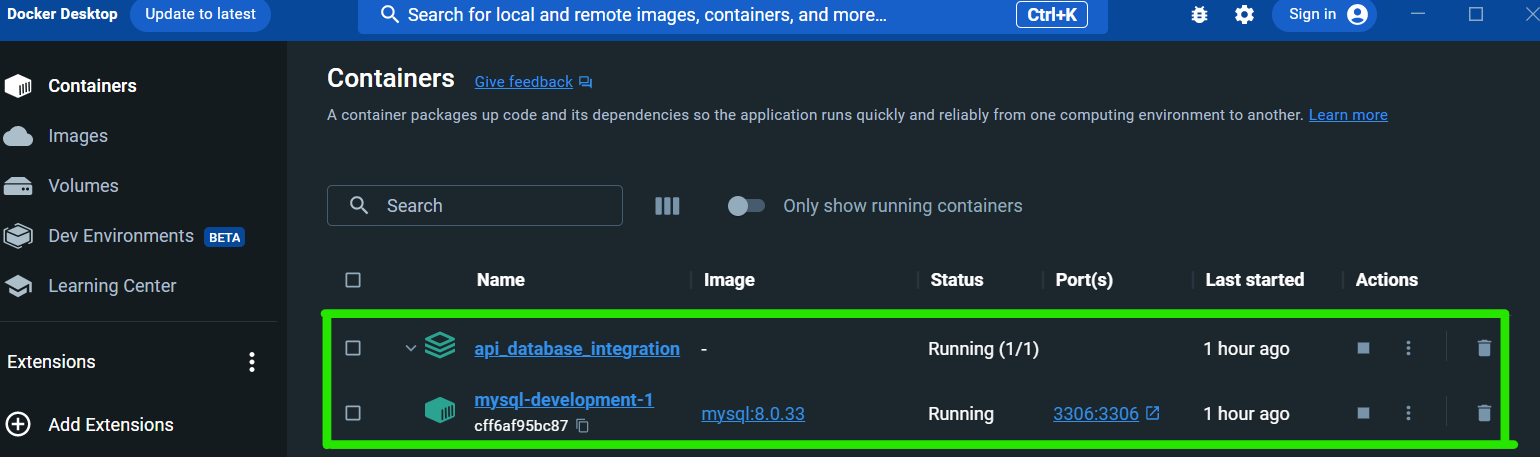 Docker Desktop Update to latest Search for local and remote images, containers, and more... Ctrl+K Sign in
Containers
Images
Volumes
Dev Environments BETA
Learning Center
Extensions
Add Extensions
Containers Give feedback
A container packages up code and its dependencies so the application runs quickly and reliably from one computing environment to another. Learn more
Search Only show running containers
Name Image Status Port(s) Last started Actions
api_database_integration - Running (1/1) 1 hour ago
mysql-development-1
cff6af95bc87
mysql:8.0.33 Running 3306:3306 1 hour ago